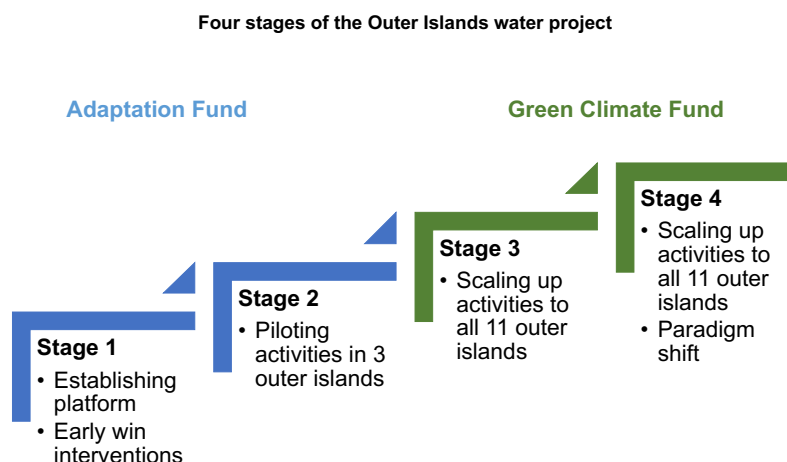 Four stages of the Outer Islands water project
Adaptation Fund
Green Climate Fund
Stage 1
• Establishing
platform
• Early win
interventions
Stage 2
• Piloting
activities in 3
outer islands
Stage 3
• Scaling up
activities to
all 11 outer
islands
Stage 4
• Scaling up
activities to
all 11 outer
islands
• Paradigm
shift